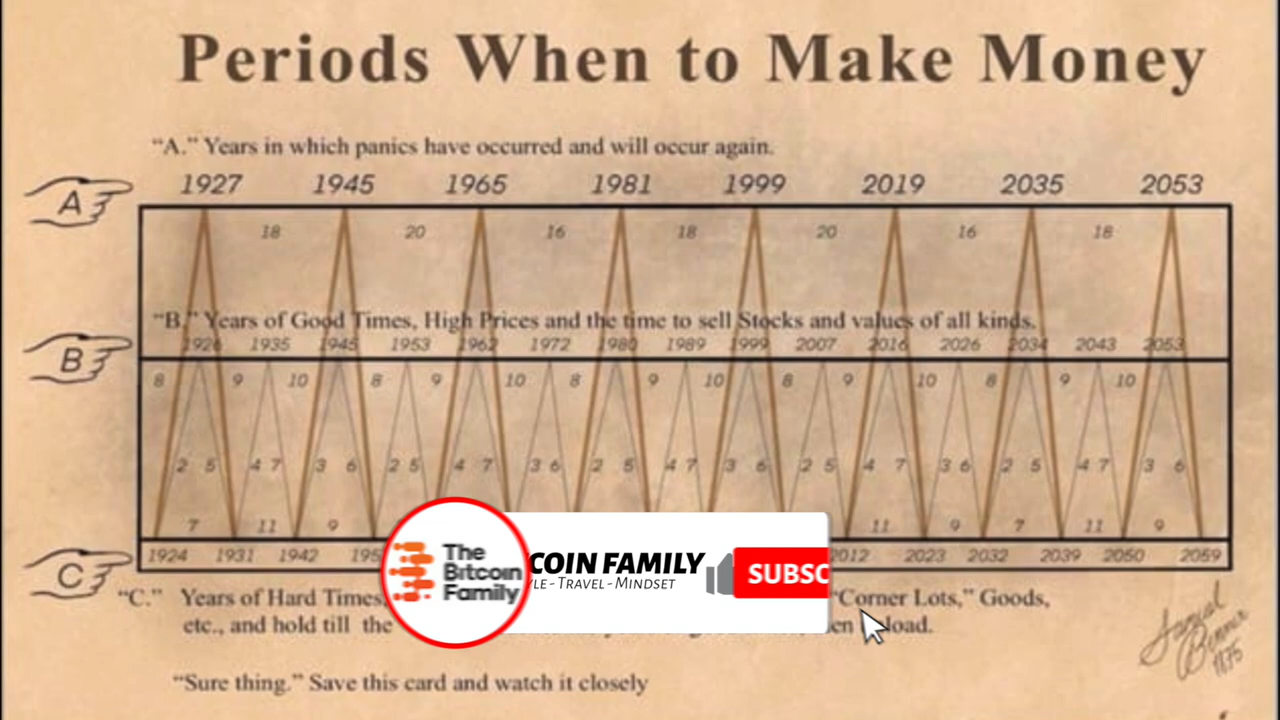 Periods When to Make Money
“A.” Years in which panics have occurred and will occur again.
A 1927 1945 1965 1981 1999 2019 2035 2053
18 20 16 18 20 16 18
“B.” Years of Good Times, High Prices and the time to sell Stocks and values of all kinds.
B 1926 1935 1945 1953 1962 1972 1980 1989 1999 2007 2016 2026 2034 2043 2053
8 9 10 8 9 10 8 9 10 8 9 10 8 9 10
2 5 4 7 3 6 2 5 4 7 3 6 2 5 4 7 3 6 2 5 4 7 3 6 2 5 4 7 3 6
7 11 9 11 9 7 11 9
C 1924 1931 1942 2012 2023 2032 2039 2050 2059
The Bitcoin Family
COIN FAMILY
LE-TRAVEL-MINDSET
SUBSC
“C.” Years of Hard Times, “Corner Lots,” Goods,
etc., and hold till the
“Sure thing.” Save this card and watch it closely
Samuel Benner 1875